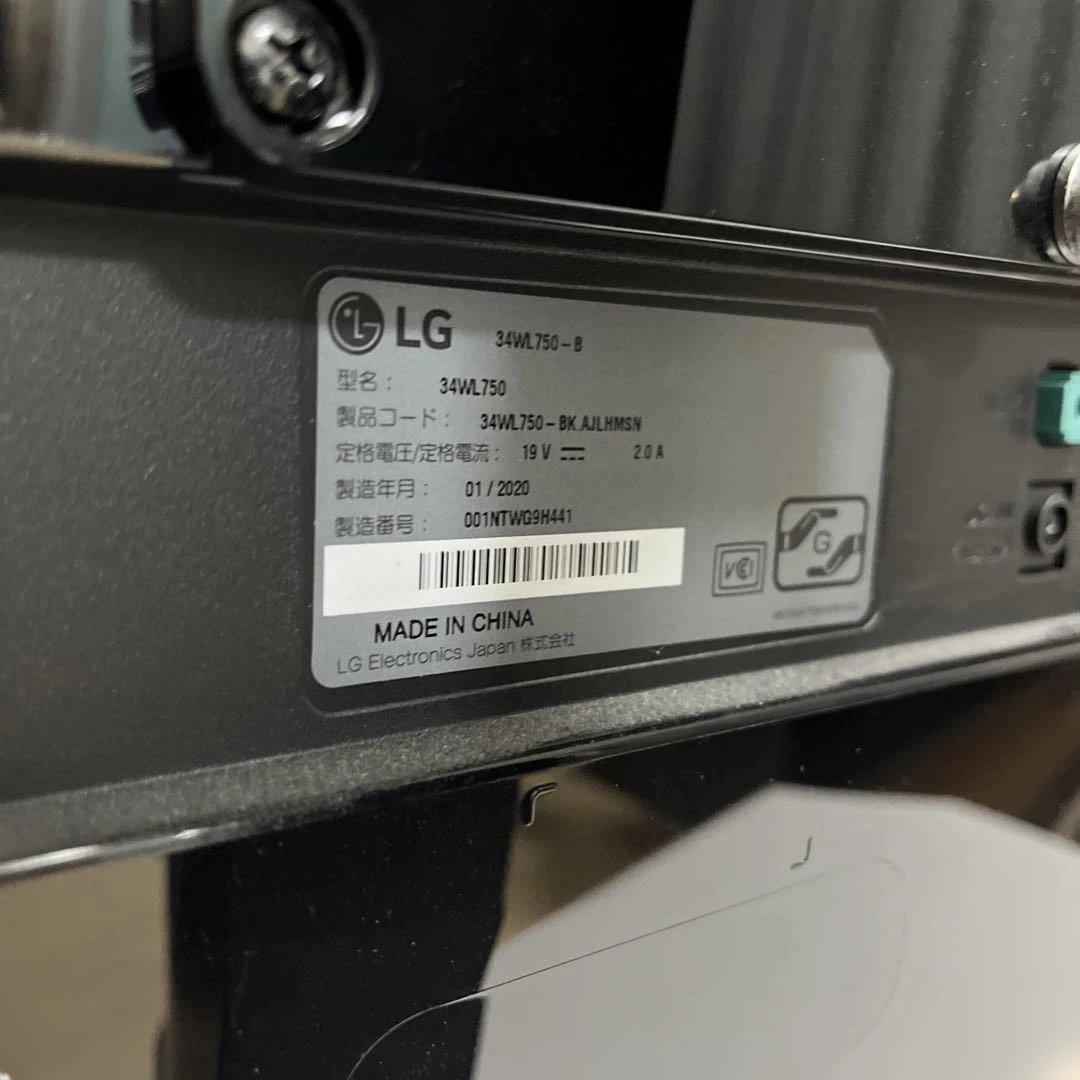 LG 34WL750-B
型名: 34WL750
製品コード: 34WL750-BK.AJLHMSN
定格電圧/定格電流: 19 V ⎓ 2.0 A
製造年月: 01 / 2020
製造番号: 001NTWG9H441
VCI
G
MADE IN CHINA
LG Electronics Japan 株式会社